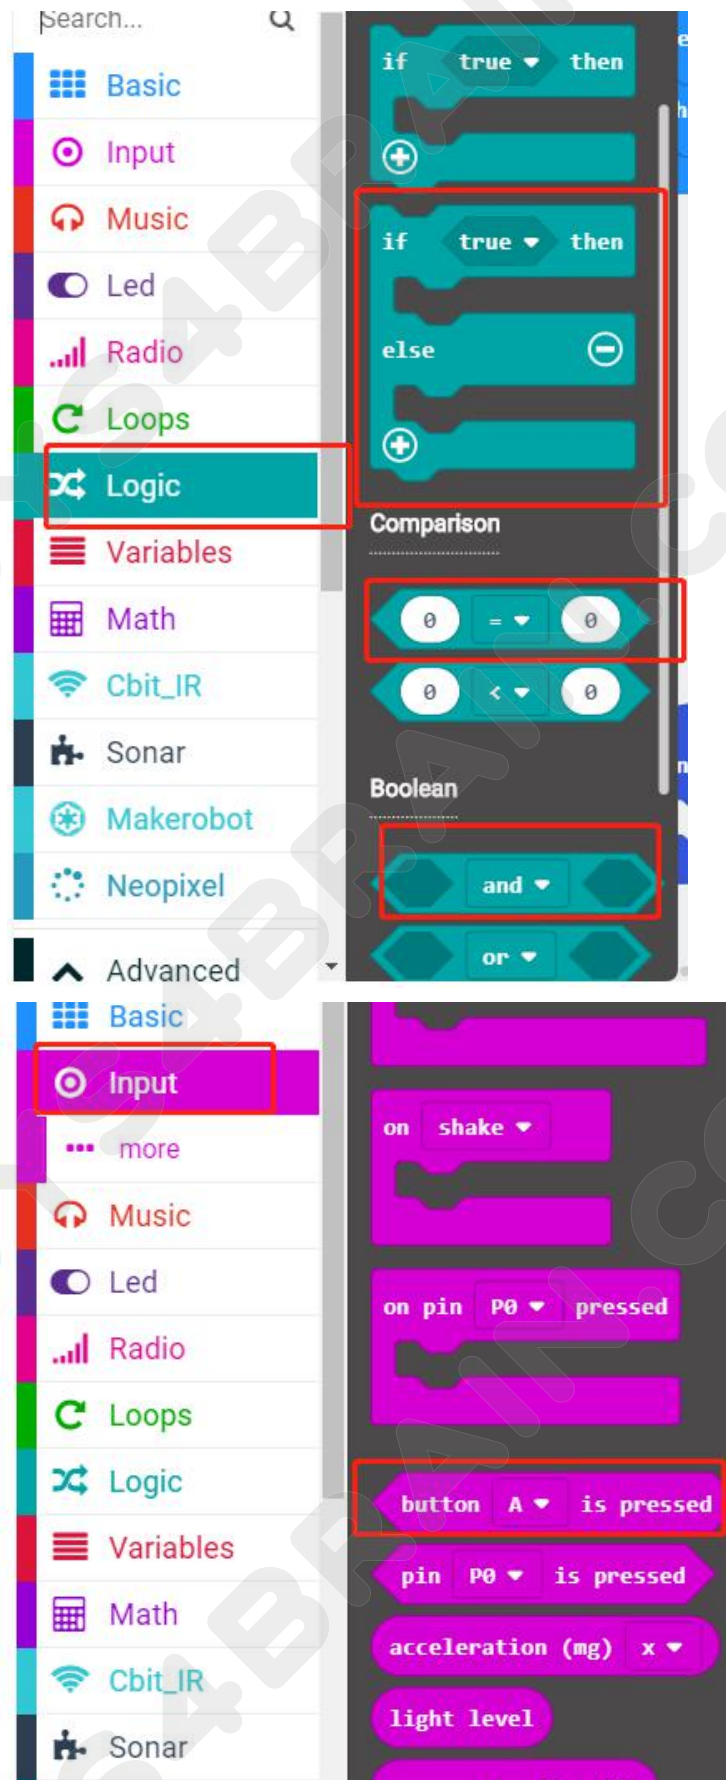 Search...
Basic
Input
Music
Led
Radio
Loops
Logic
Variables
Math
Cbit_IR
Sonar
Makerobot
Neopixel
Advanced
if true then
if true then
else
Comparison
0 = 0
0 < 0
Boolean
and
or
Basic
Input
more
Music
Led
Radio
Loops
Logic
Variables
Math
Cbit_IR
Sonar
on shake
on pin P0 pressed
button A is pressed
pin P0 is pressed
acceleration (mg) x
light level